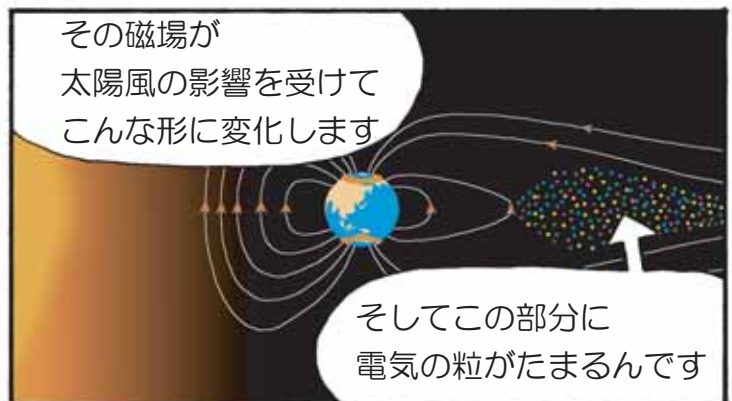 その磁場が
太陽風の影響を受けて
こんな形に変化します
そしてこの部分に
電気の粒がたまるんです